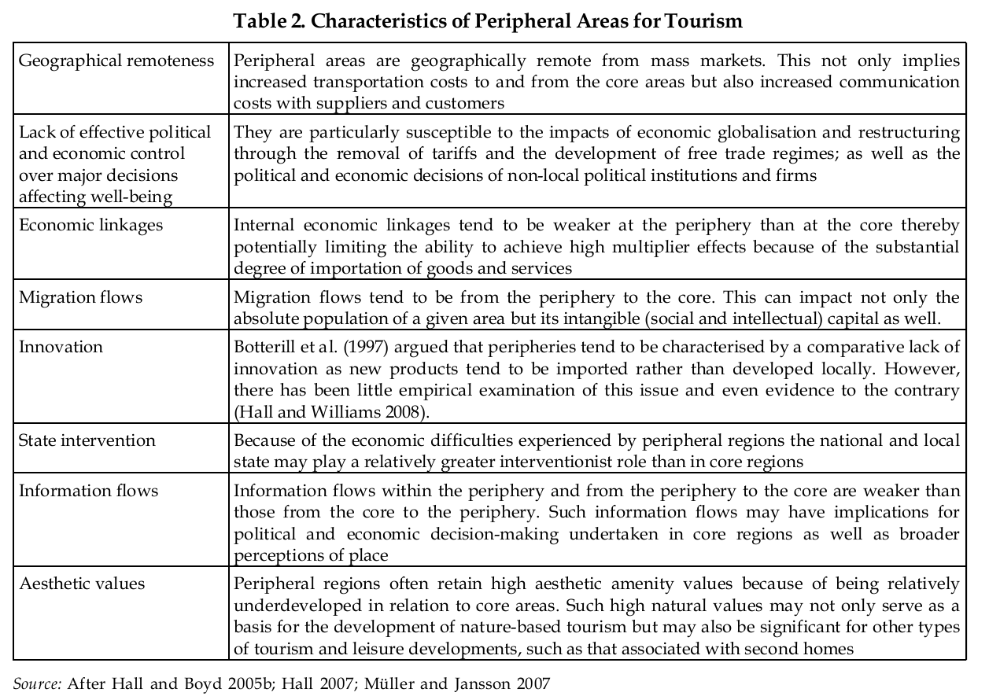 Table 2. Characteristics of Peripheral Areas for Tourism
Geographical remoteness
Peripheral areas are geographically remote from mass markets. This not only implies
increased transportation costs to and from the core areas but also increased communication
costs with suppliers and customers
Lack of effective political
and economic control
over major decisions
affecting well-being
They are particularly susceptible to the impacts of economic globalisation and restructuring
through the removal of tariffs and the development of free trade regimes; as well as the
political and economic decisions of non-local political institutions and firms
Economic linkages
Internal economic linkages tend to be weaker at the periphery than at the core thereby
potentially limiting the ability to achieve high multiplier effects because of the substantial
degree of importation of goods and services
Migration flows
Migration flows tend to be from the periphery to the core. This can impact not only the
absolute population of a given area but its intangible (social and intellectual) capital as well.
Innovation
Botterill et al. (1997) argued that peripheries tend to be characterised by a comparative lack of
innovation as new products tend to be imported rather than developed locally. However,
there has been little empirical examination of this issue and even evidence to the contrary
(Hall and Williams 2008).
State intervention
Because of the economic difficulties experienced by peripheral regions the national and local
state may play a relatively greater interventionist role than in core regions
Information flows
Information flows within the periphery and from the periphery to the core are weaker than
those from the core to the periphery. Such information flows may have implications for
political and economic decision-making undertaken in core regions as well as broader
perceptions of place
Aesthetic values
Peripheral regions often retain high aesthetic amenity values because of being relatively
underdeveloped in relation to core areas. Such high natural values may not only serve as a
basis for the development of nature-based tourism but may also be significant for other types
of tourism and leisure developments, such as that associated with second homes
Source: After Hall and Boyd 2005b; Hall 2007; Müller and Jansson 2007